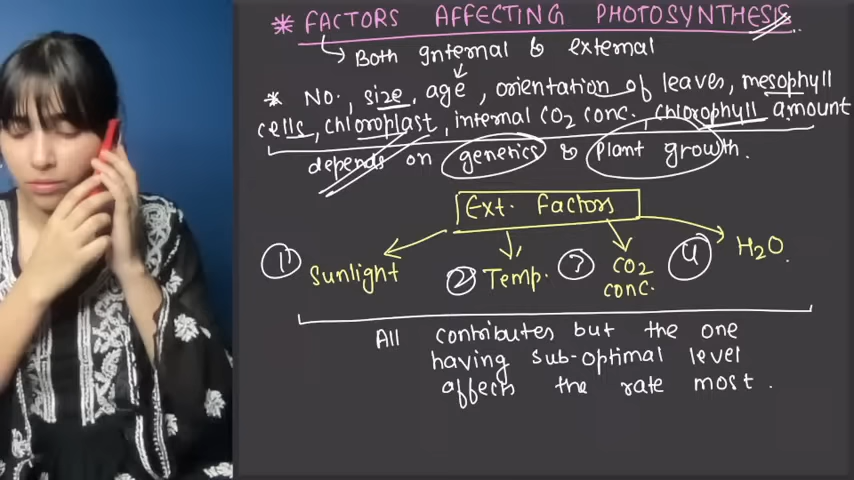 * FACTORS AFFECTING PHOTOSYNTHESIS
Both Internal & external
* No., size, age, orientation of leaves, mesophyll
cells, chloroplast, internal CO2 conc., chlorophyll amount
depends on genetics & Plant growth.
Ext. Factors
① Sunlight ② Temp. ③ CO2 conc. ④ H2O.
All contributes but the one
having sub-optimal level
affects the rate most.